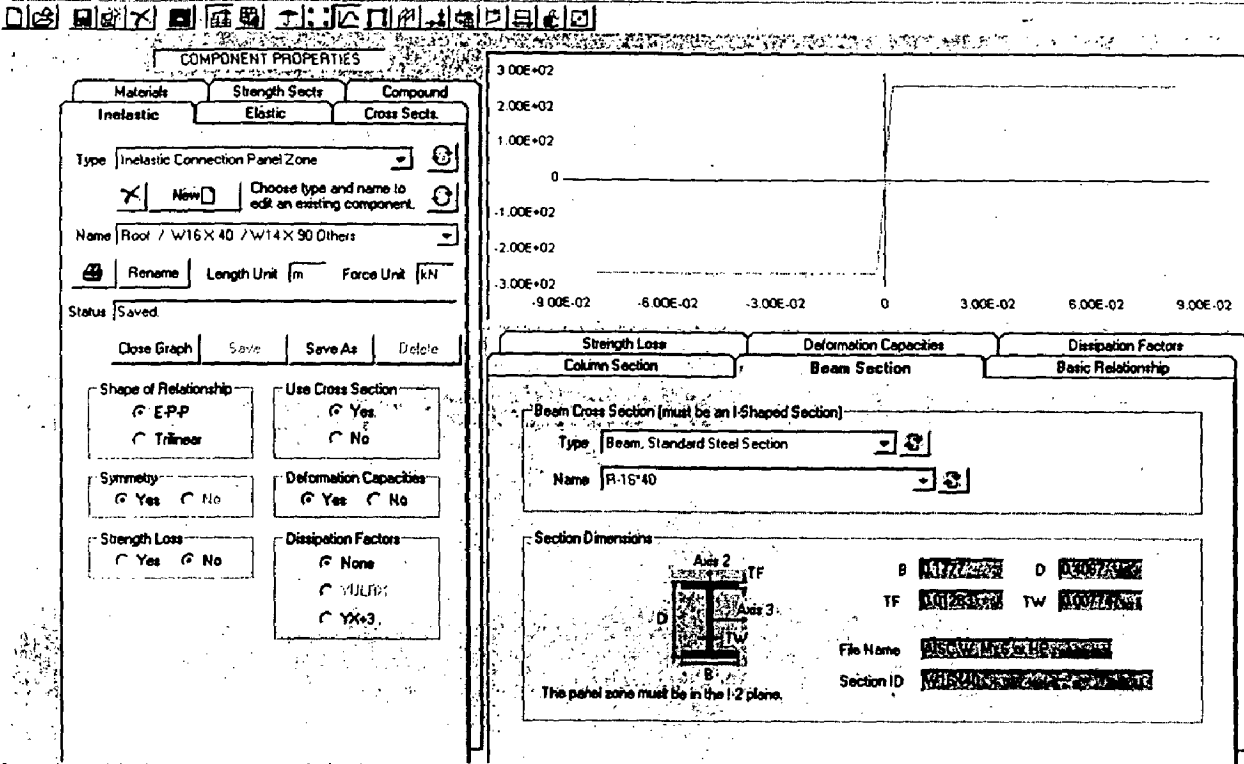 COMPONENT PROPERTIES
Materials Strength Sects Compound
Inelastic Elastic Cross Sects.
Type Inelastic Connection Panel Zone
New
Choose type and name to
edit an existing component.
Name Roof / W16 X 40 / W14 X 90 Others
Rename Length Unit m Force Unit kN
Status Saved.
Close Graph Save Save As Delete
Shape of Relationship
E-P-P
Trilinear
Use Cross Section
Yes
No
Symmetry
Yes No
Deformation Capacities
Yes No
Strength Loss
Yes No
Dissipation Factors
None
YX+3
3.00E+02
2.00E+02
1.00E+02
0
-1.00E+02
-2.00E+02
-3.00E+02
-9.00E-02 -6.00E-02 -3.00E-02 0 3.00E-02 6.00E-02 9.00E-02
Strength Loss Deformation Capacities Dissipation Factors
Column Section Beam Section Basic Relationship
Beam Cross Section (must be an I-Shaped Section)
Type Beam, Standard Steel Section
Name R-16*40
Section Dimensions
Axis 2
TF
Axis 3
D
TW
B
The panel zone must be in the 1-2 plane.
B 0.1777 D
TF TW
File Name
Section ID